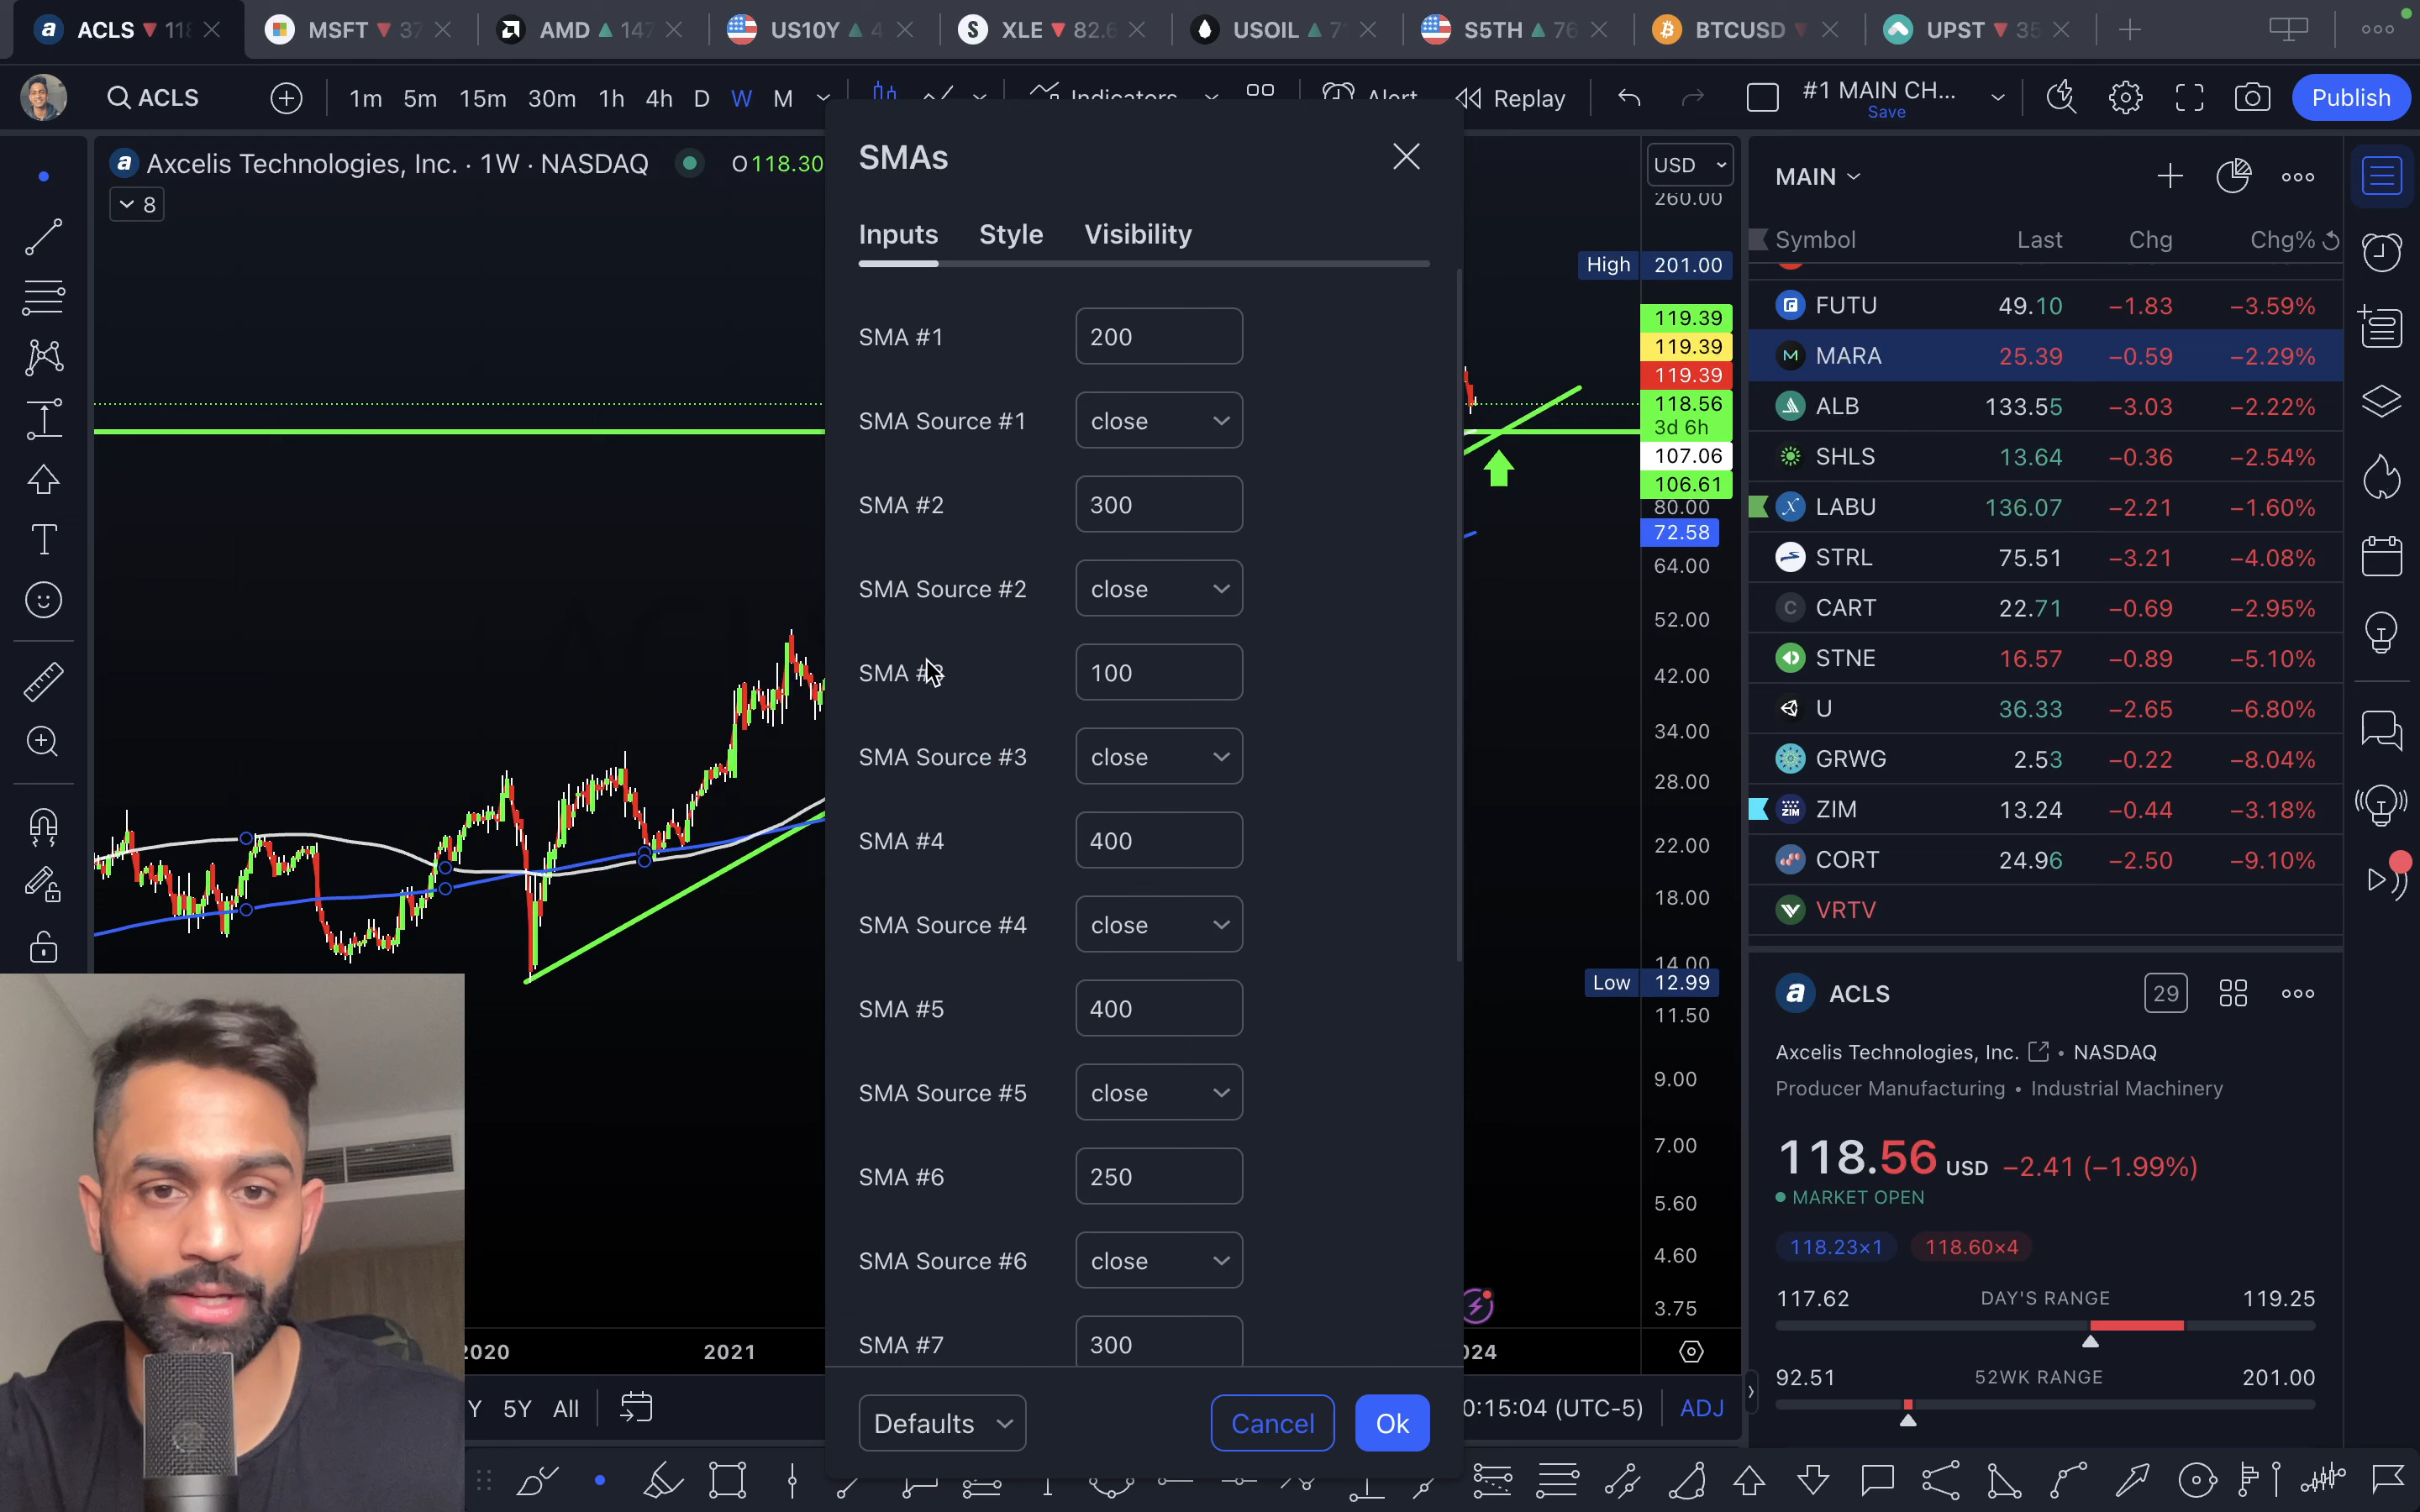 ACLS 118
MSFT 37
AMD 147
US10Y 4
XLE 82.6
USOIL 71
S5TH 76
BTCUSD
UPST 35
ACLS
1m 5m 15m 30m 1h 4h D W M
Indicators
Alert
Replay
#1 MAIN CH...
Save
Publish
Axcelis Technologies, Inc. · 1W · NASDAQ
O118.30
8
SMAs
Inputs Style Visibility
SMA #1 200
SMA Source #1 close
SMA #2 300
SMA Source #2 close
SMA #3 100
SMA Source #3 close
SMA #4 400
SMA Source #4 close
SMA #5 400
SMA Source #5 close
SMA #6 250
SMA Source #6 close
SMA #7 300
Defaults Cancel Ok
USD
260.00
High 201.00
119.39
119.39
119.39
118.56
3d 6h
107.06
106.61
80.00
72.58
64.00
52.00
42.00
34.00
28.00
22.00
18.00
14.00
Low 12.99
11.50
9.00
7.00
5.60
4.60
3.75
2020 2021 024
Y 5Y All
0:15:04 (UTC-5) ADJ
MAIN
Symbol Last Chg Chg%
FUTU 49.10 −1.83 −3.59%
MARA 25.39 −0.59 −2.29%
ALB 133.55 −3.03 −2.22%
SHLS 13.64 −0.36 −2.54%
LABU 136.07 −2.21 −1.60%
STRL 75.51 −3.21 −4.08%
CART 22.71 −0.69 −2.95%
STNE 16.57 −0.89 −5.10%
U 36.33 −2.65 −6.80%
GRWG 2.53 −0.22 −8.04%
ZIM 13.24 −0.44 −3.18%
CORT 24.96 −2.50 −9.10%
VRTV
ACLS
29
Axcelis Technologies, Inc. • NASDAQ
Producer Manufacturing • Industrial Machinery
118.56 USD −2.41 (−1.99%)
MARKET OPEN
118.23×1 118.60×4
117.62 DAY'S RANGE 119.25
92.51 52WK RANGE 201.00